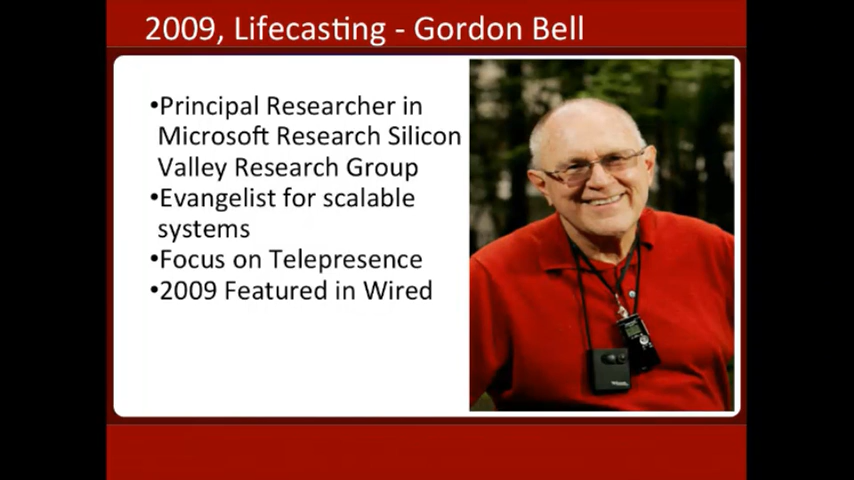 2009, Lifecasting - Gordon Bell
•Principal Researcher in
Microsoft Research Silicon
Valley Research Group
•Evangelist for scalable
systems
•Focus on Telepresence
•2009 Featured in Wired